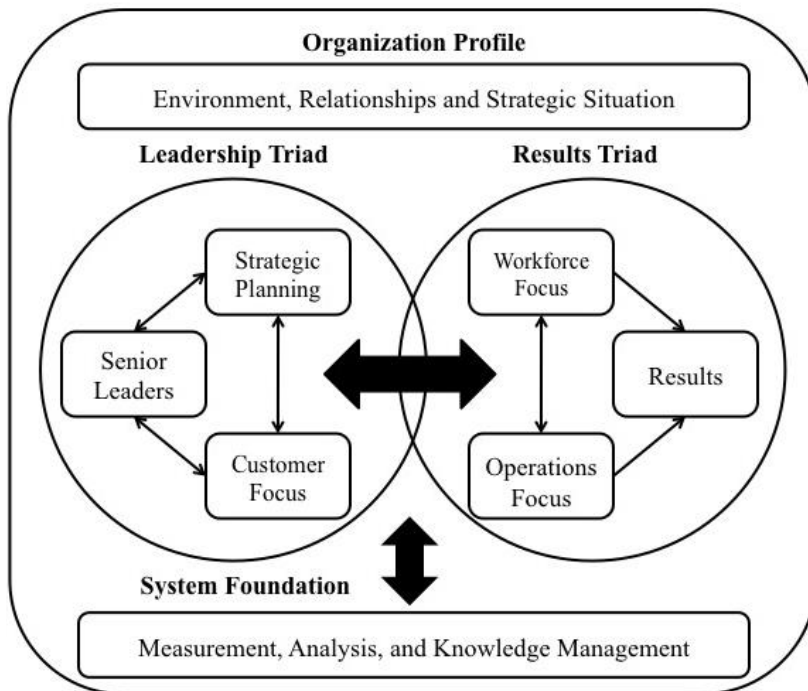 Organization Profile
Environment, Relationships and Strategic Situation
Leadership Triad
Results Triad
Strategic
Planning
Workforce
Focus
Senior
Leaders
Results
Customer
Focus
Operations
Focus
System Foundation
Measurement, Analysis, and Knowledge Management